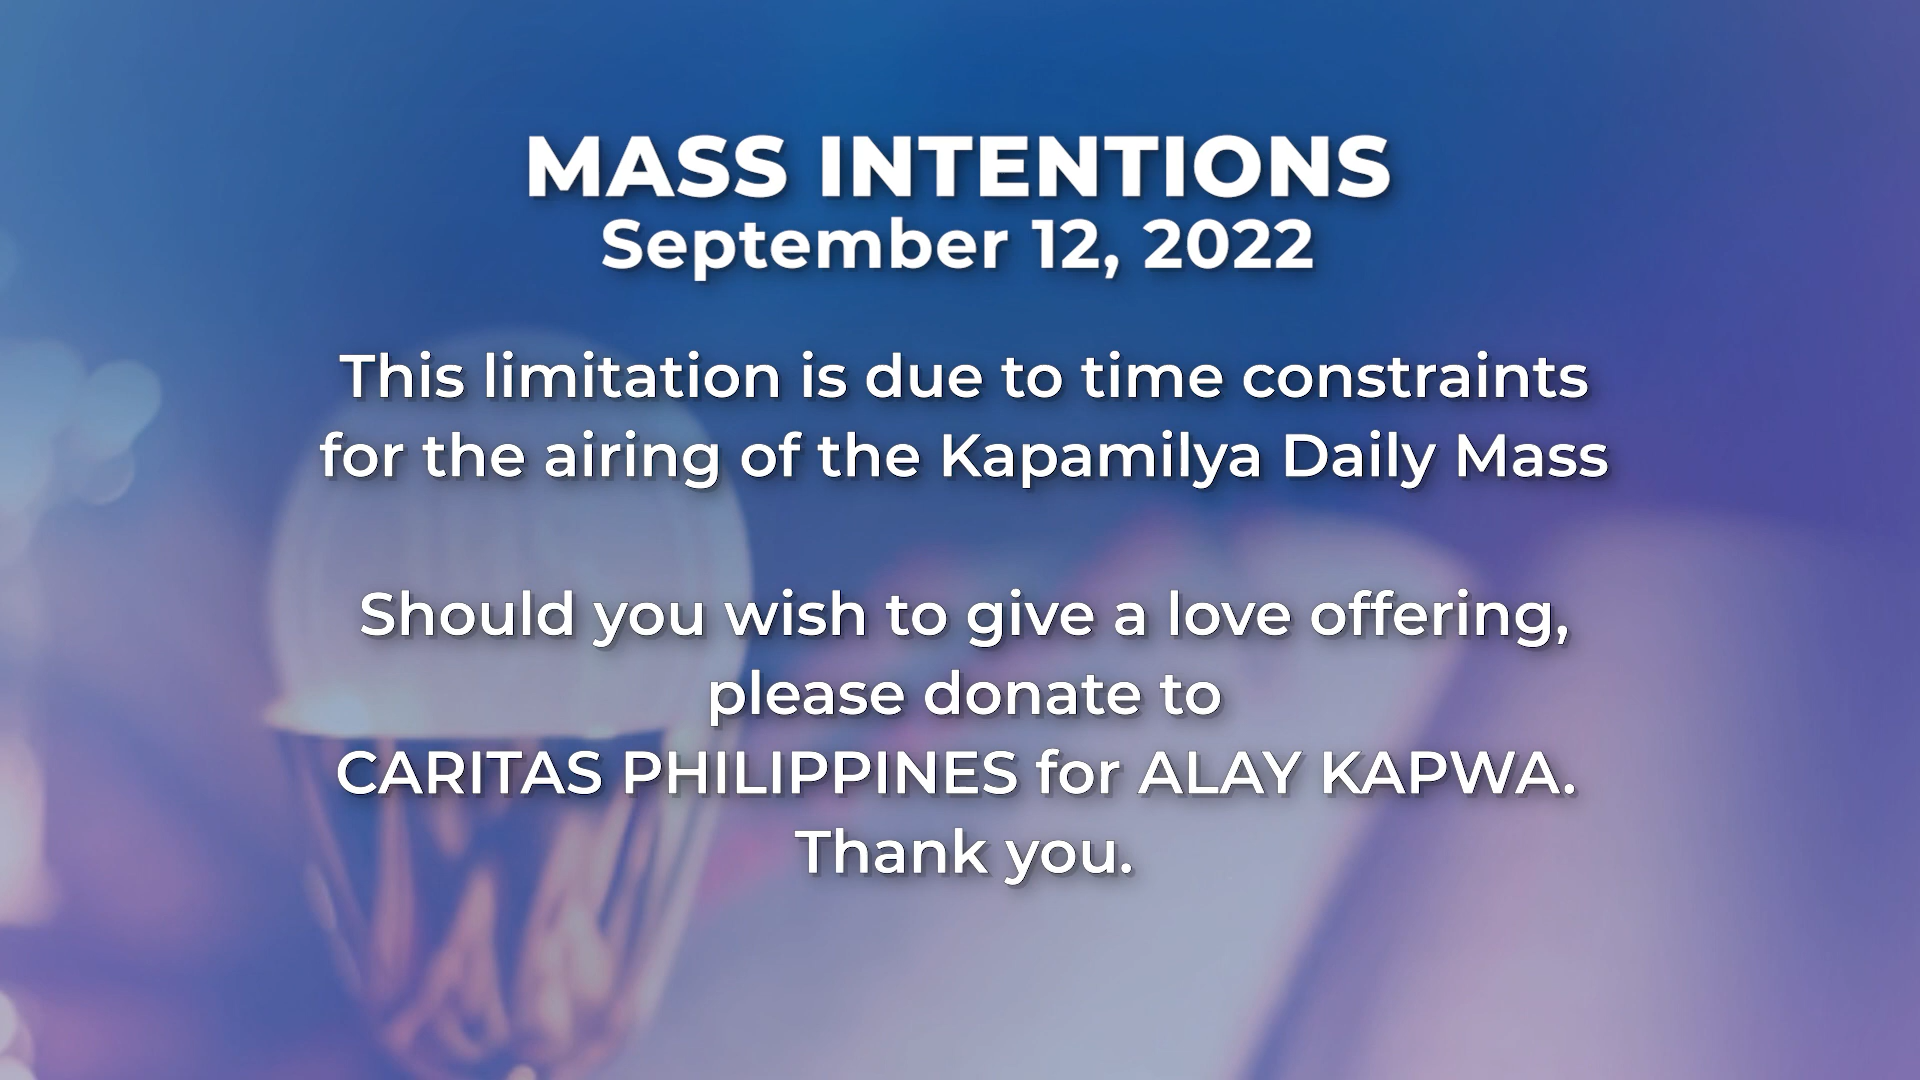 MASS INTENTIONS
September 12, 2022
This limitation is due to time constraints
for the airing of the Kapamilya Daily Mass
Should you wish to give a love offering,
please donate to
CARITAS PHILIPPINES for ALAY KAPWA.
Thank you.